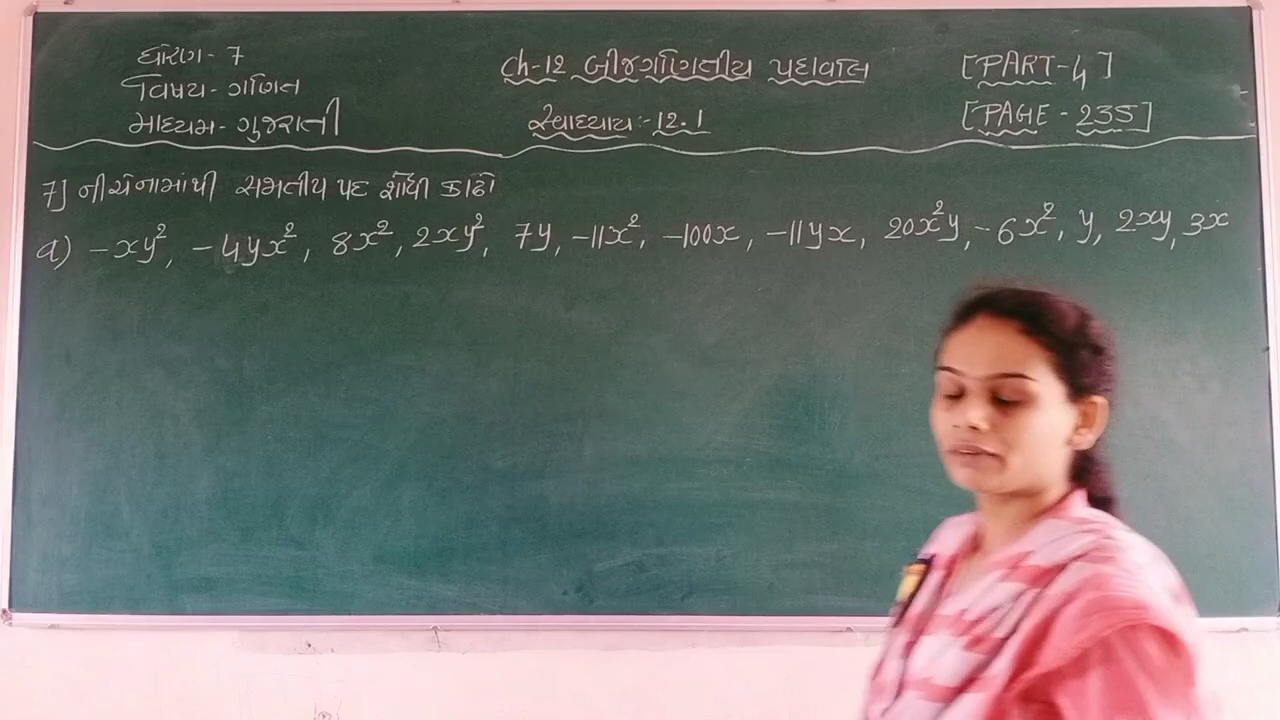 ધોરણ - 7
વિષય - ગણિત
માધ્યમ - ગુજરાતી
Ch-12 બીજગણિતીય પદાવલિ
સ્વાધ્યાય :- 12.1
[PART-4]
[PAGE - 235]
7] નીચેનામાંથી સજાતીય પદ શોધી કાઢો
a) -xy², -4yx², 8x², 2xy², 7y, -11x², -100x, -11yx, 20x²y, -6x², y, 2xy, 3x